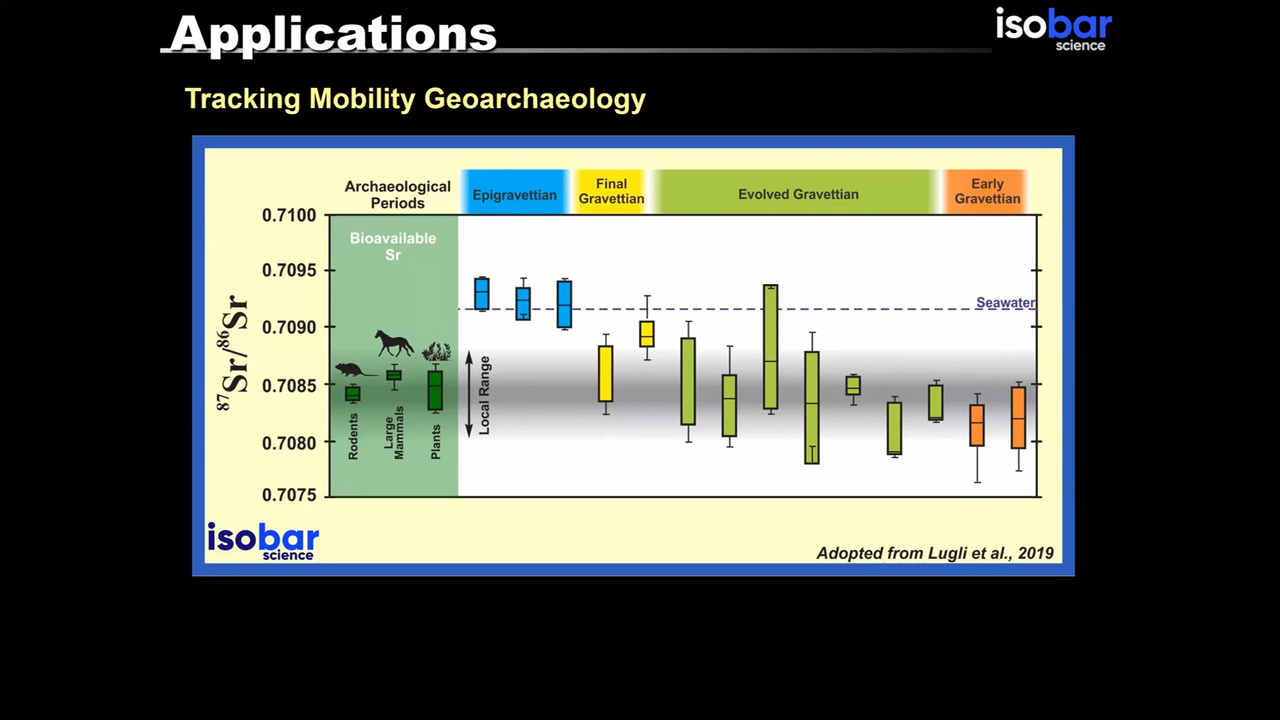 Applications
isobar
science
Tracking Mobility Geoarchaeology
Archaeological
Periods
Epigravettian
Final
Gravettian
Evolved Gravettian
Early
Gravettian
0.7100
0.7095
0.7090
0.7085
0.7080
0.7075
87Sr/86Sr
Bioavailable
Sr
Rodents
Large
Mammals
Plants
Local Range
Seawater
isobar
science
Adopted from Lugli et al., 2019